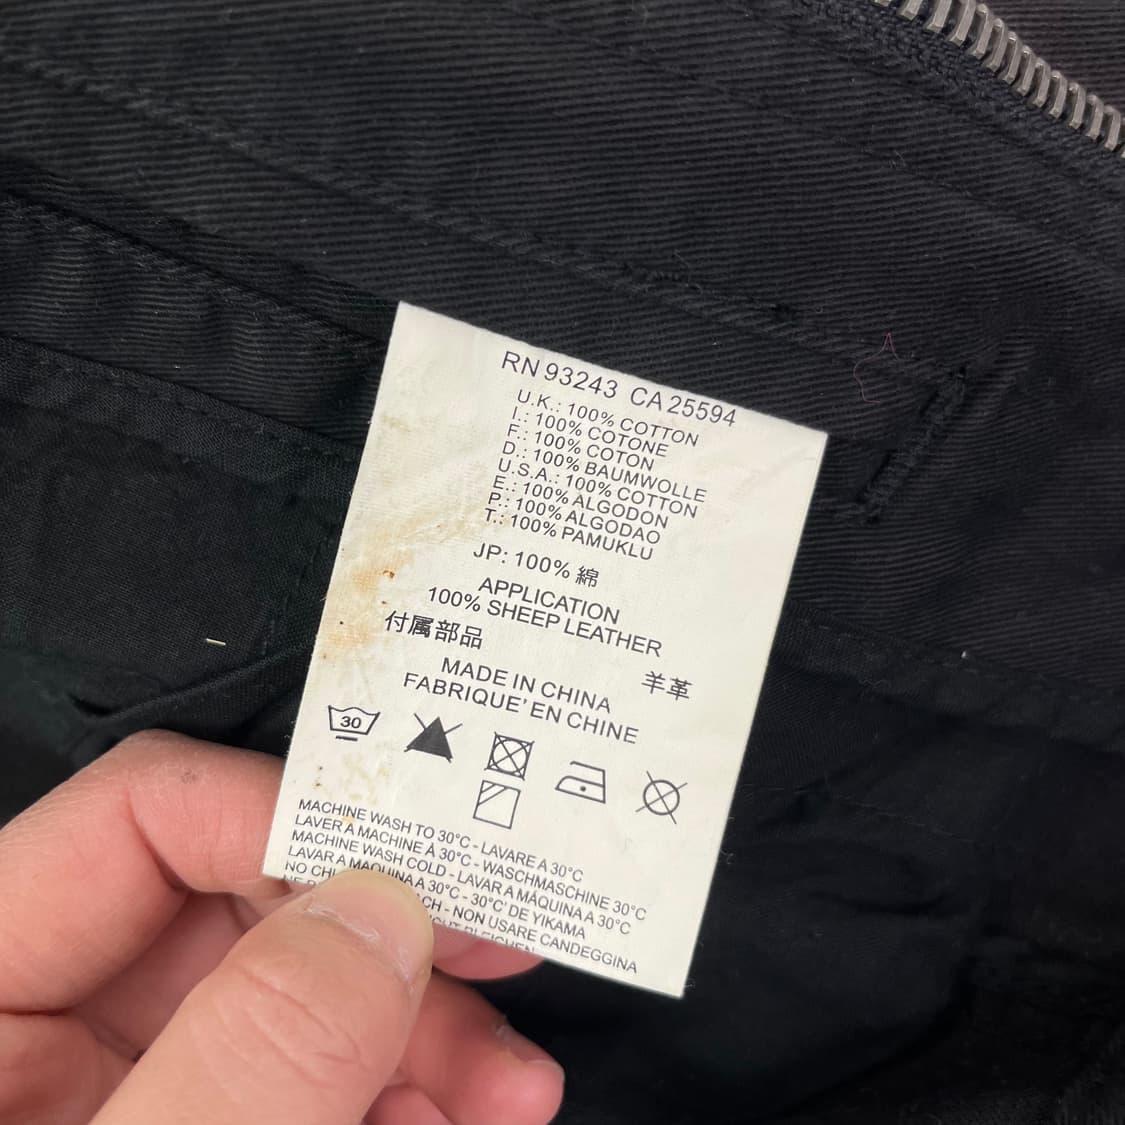 RN 93243 CA 25594
U.K.: 100% COTTON
I.: 100% COTONE
F.: 100% COTON
D.: 100% BAUMWOLLE
U.S.A.: 100% COTTON
E.: 100% ALGODON
P.: 100% ALGODAO
T.: 100% PAMUKLU
JP: 100% 綿
APPLICATION
100% SHEEP LEATHER
付属部品
羊革
MADE IN CHINA
FABRIQUE' EN CHINE
30
MACHINE WASH TO 30°C - LAVARE A 30°C
LAVER A MACHINE Á 30°C - WASCHMASCHINE 30°C
MACHINE WASH COLD - LAVAR A MÁQUINA A 30°C
LAVAR A MAQUINA A 30°C - 30°C' DE YIKAMA
NO - NON USARE CANDEGGINA
BLEICHEN